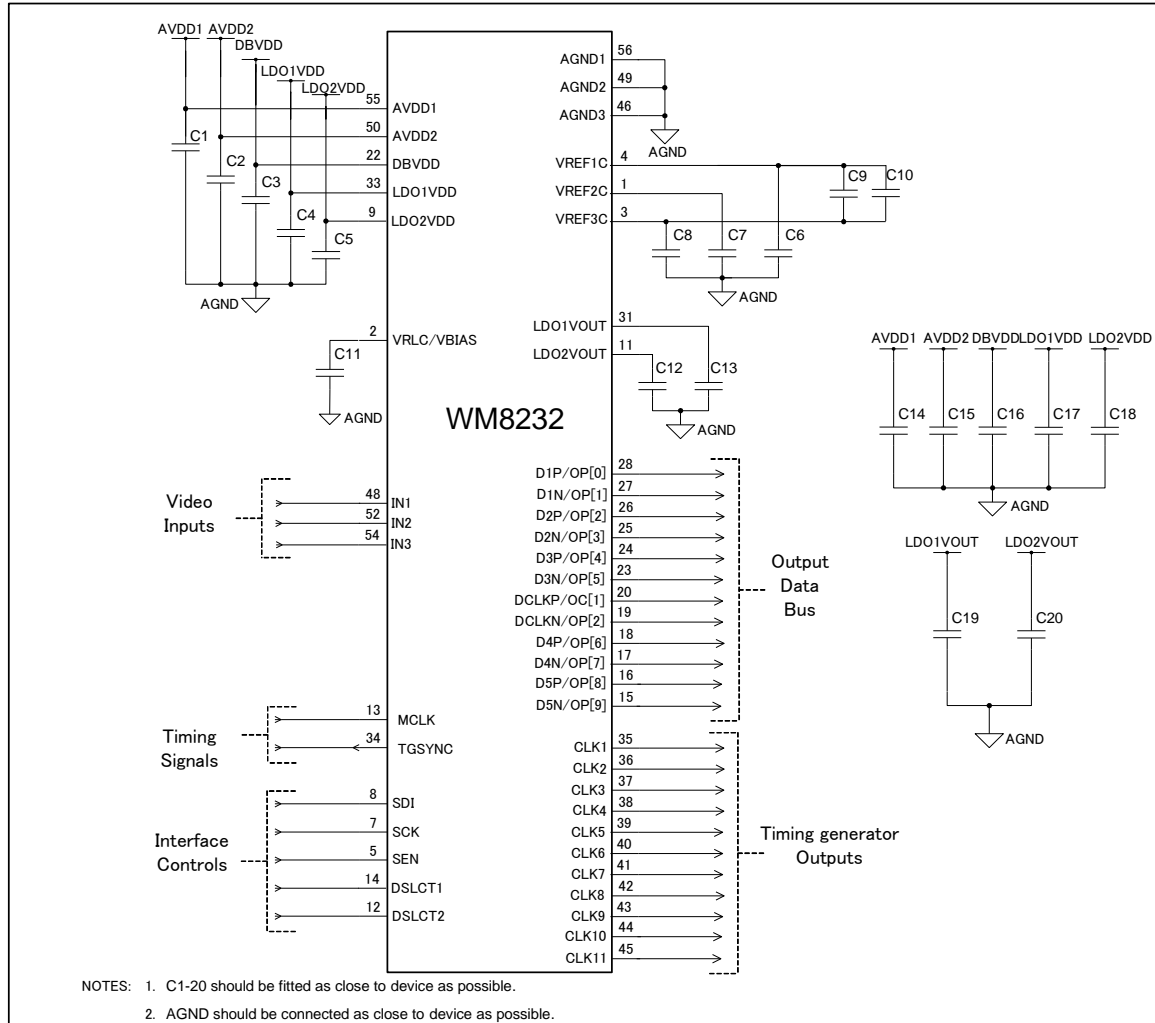 AVDD1
AVDD2
DBVDD
LDO1VDD
LDO2VDD
55 AVDD1
50 AVDD2
22 DBVDD
33 LDO1VDD
9 LDO2VDD
C1
C2
C3
C4
C5
AGND
2 VRLC/VBIAS
C11
AGND
WM8232
AGND1 56
AGND2 49
AGND3 46
AGND
VREF1C 4
VREF2C 1
VREF3C 3
C9
C10
C8
C7
C6
AGND
LDO1VOUT 31
LDO2VOUT 11
C12
C13
AGND
AVDD1 AVDD2 DBVDD LDO1VDD LDO2VDD
C14 C15 C16 C17 C18
AGND
LDO1VOUT LDO2VOUT
C19 C20
AGND
Video
Inputs
48 IN1
52 IN2
54 IN3
D1P/OP[0] 28
D1N/OP[1] 27
D2P/OP[2] 26
D2N/OP[3] 25
D3P/OP[4] 24
D3N/OP[5] 23
DCLKP/OC[1] 20
DCLKN/OP[2] 19
D4P/OP[6] 18
D4N/OP[7] 17
D5P/OP[8] 16
D5N/OP[9] 15
Output
Data
Bus
Timing
Signals
13 MCLK
34 TGSYNC
Interface
Controls
8 SDI
7 SCK
5 SEN
14 DSLCT1
12 DSLCT2
CLK1 35
CLK2 36
CLK3 37
CLK4 38
CLK5 39
CLK6 40
CLK7 41
CLK8 42
CLK9 43
CLK10 44
CLK11 45
Timing generator
Outputs
NOTES: 1. C1-20 should be fitted as close to device as possible.
2. AGND should be connected as close to device as possible.